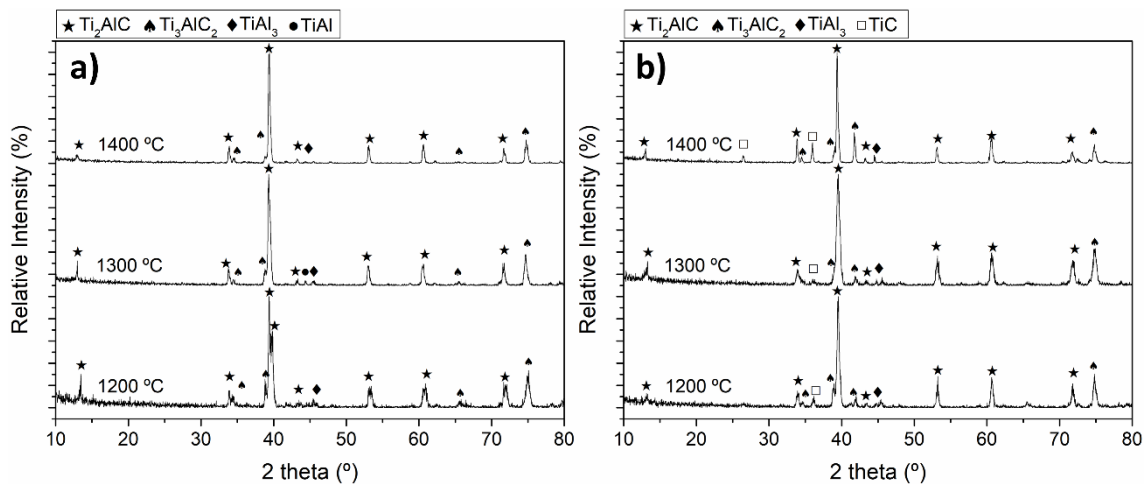 ★ Ti₂AlC ♠ Ti₃AlC₂ ♦ TiAl₃ ● TiAl
a)
1400 ºC
1300 ºC
1200 ºC
Relative Intensity (%)
10 20 30 40 50 60 70 80
2 theta (º)
★ Ti₂AlC ♠ Ti₃AlC₂ ♦ TiAl₃ □ TiC
b)
1400 ºC
1300 ºC
1200 ºC
Relative Intensity (%)
10 20 30 40 50 60 70 80
2 theta (º)